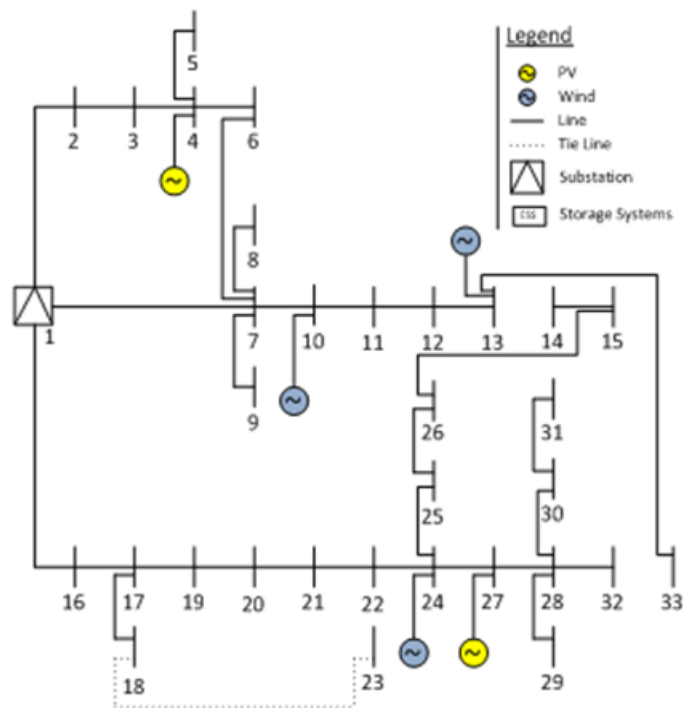 Legend
PV
Wind
Line
Tie Line
Substation
CSS Storage Systems
5
2 3 4 6
8
1
7 10 11 12 13 14 15
9
26 31
25 30
16 17 19 20 21 22 24 27 28 32 33
18 23 29